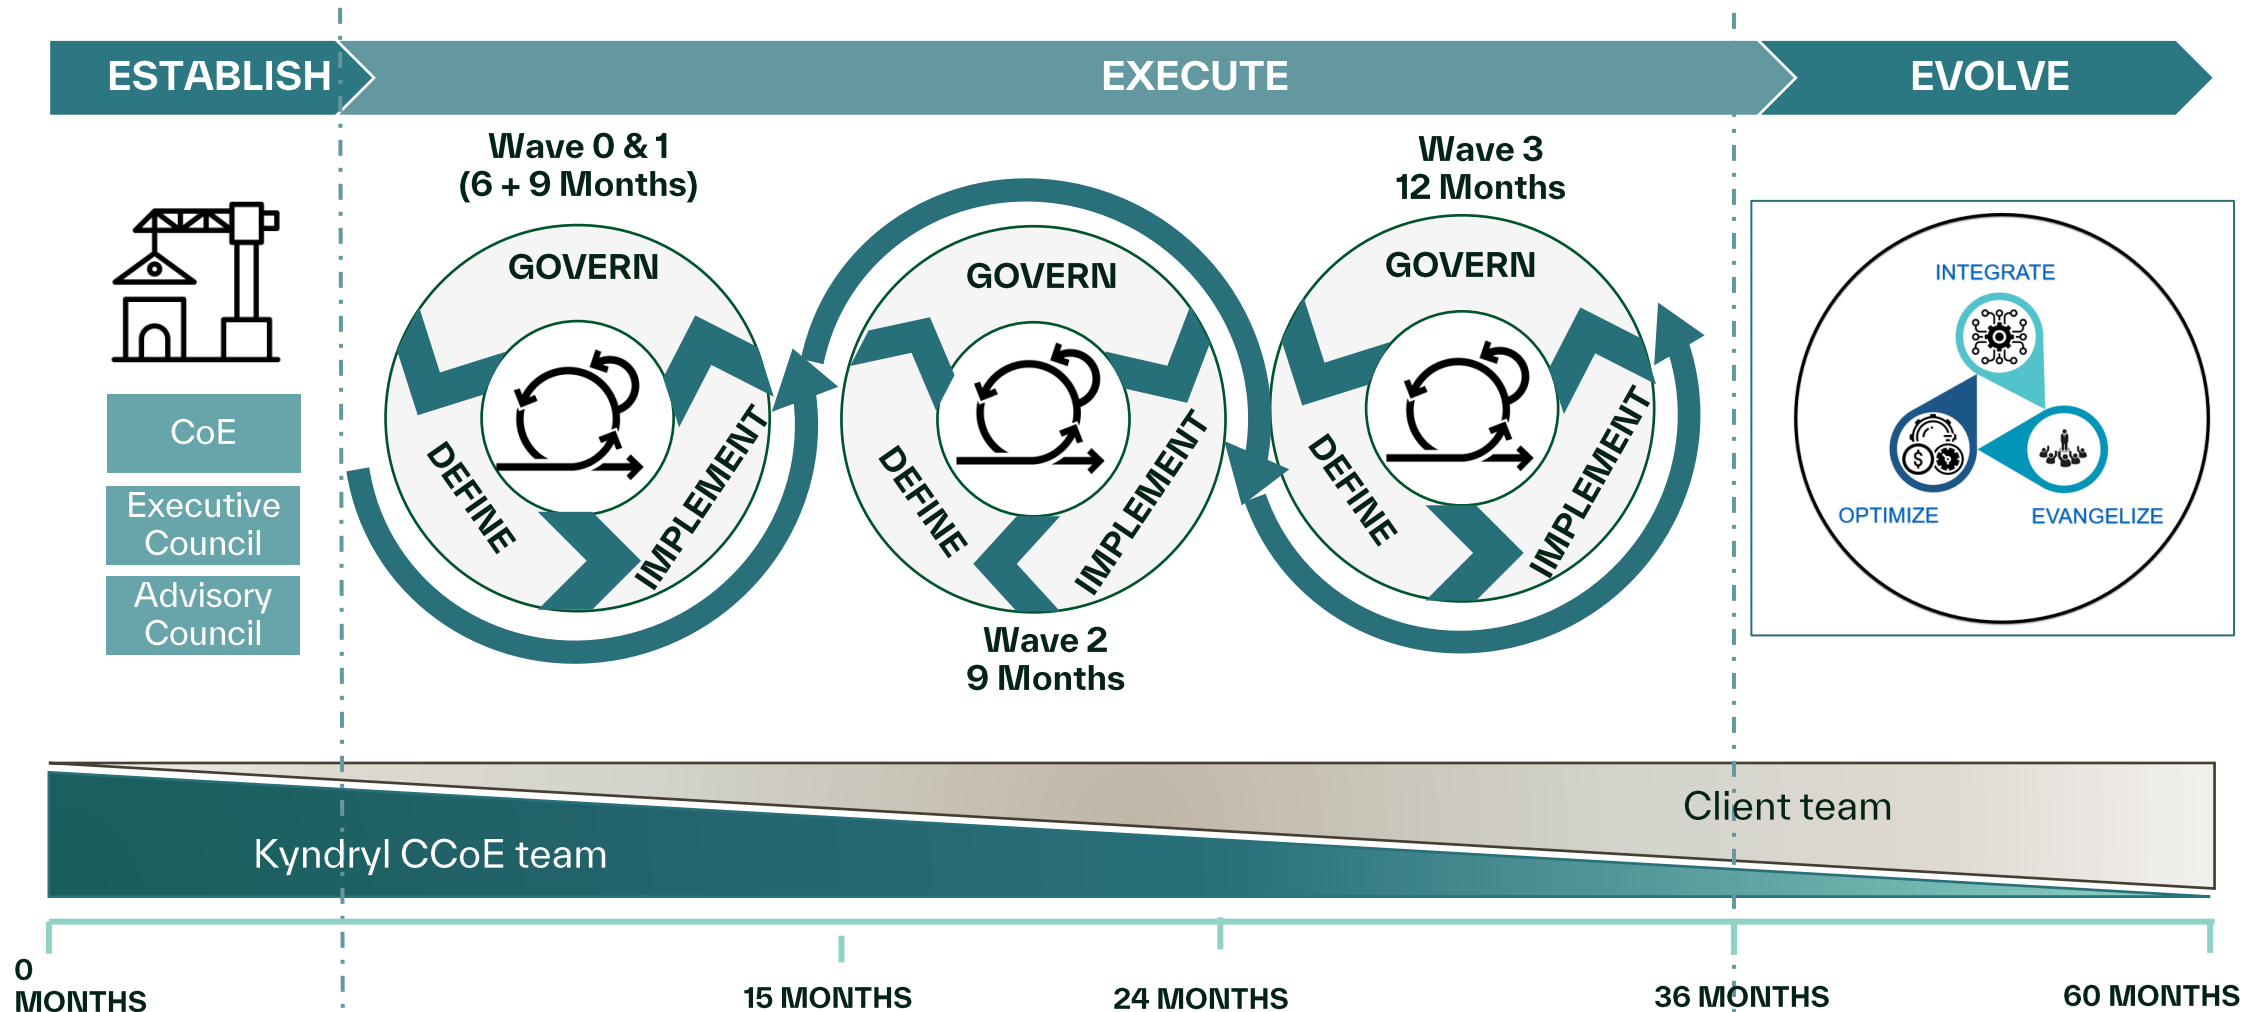 ESTABLISH
EXECUTE
EVOLVE
Wave 0 & 1
(6 + 9 Months)
Wave 3
12 Months
GOVERN
DEFINE
IMPLEMENT
GOVERN
DEFINE
IMPLEMENT
GOVERN
DEFINE
IMPLEMENT
Wave 2
9 Months
CoE
Executive
Council
Advisory
Council
INTEGRATE
$
OPTIMIZE
EVANGELIZE
Client team
Kyndryl CCoE team
0
MONTHS
15 MONTHS
24 MONTHS
36 MONTHS
60 MONTHS